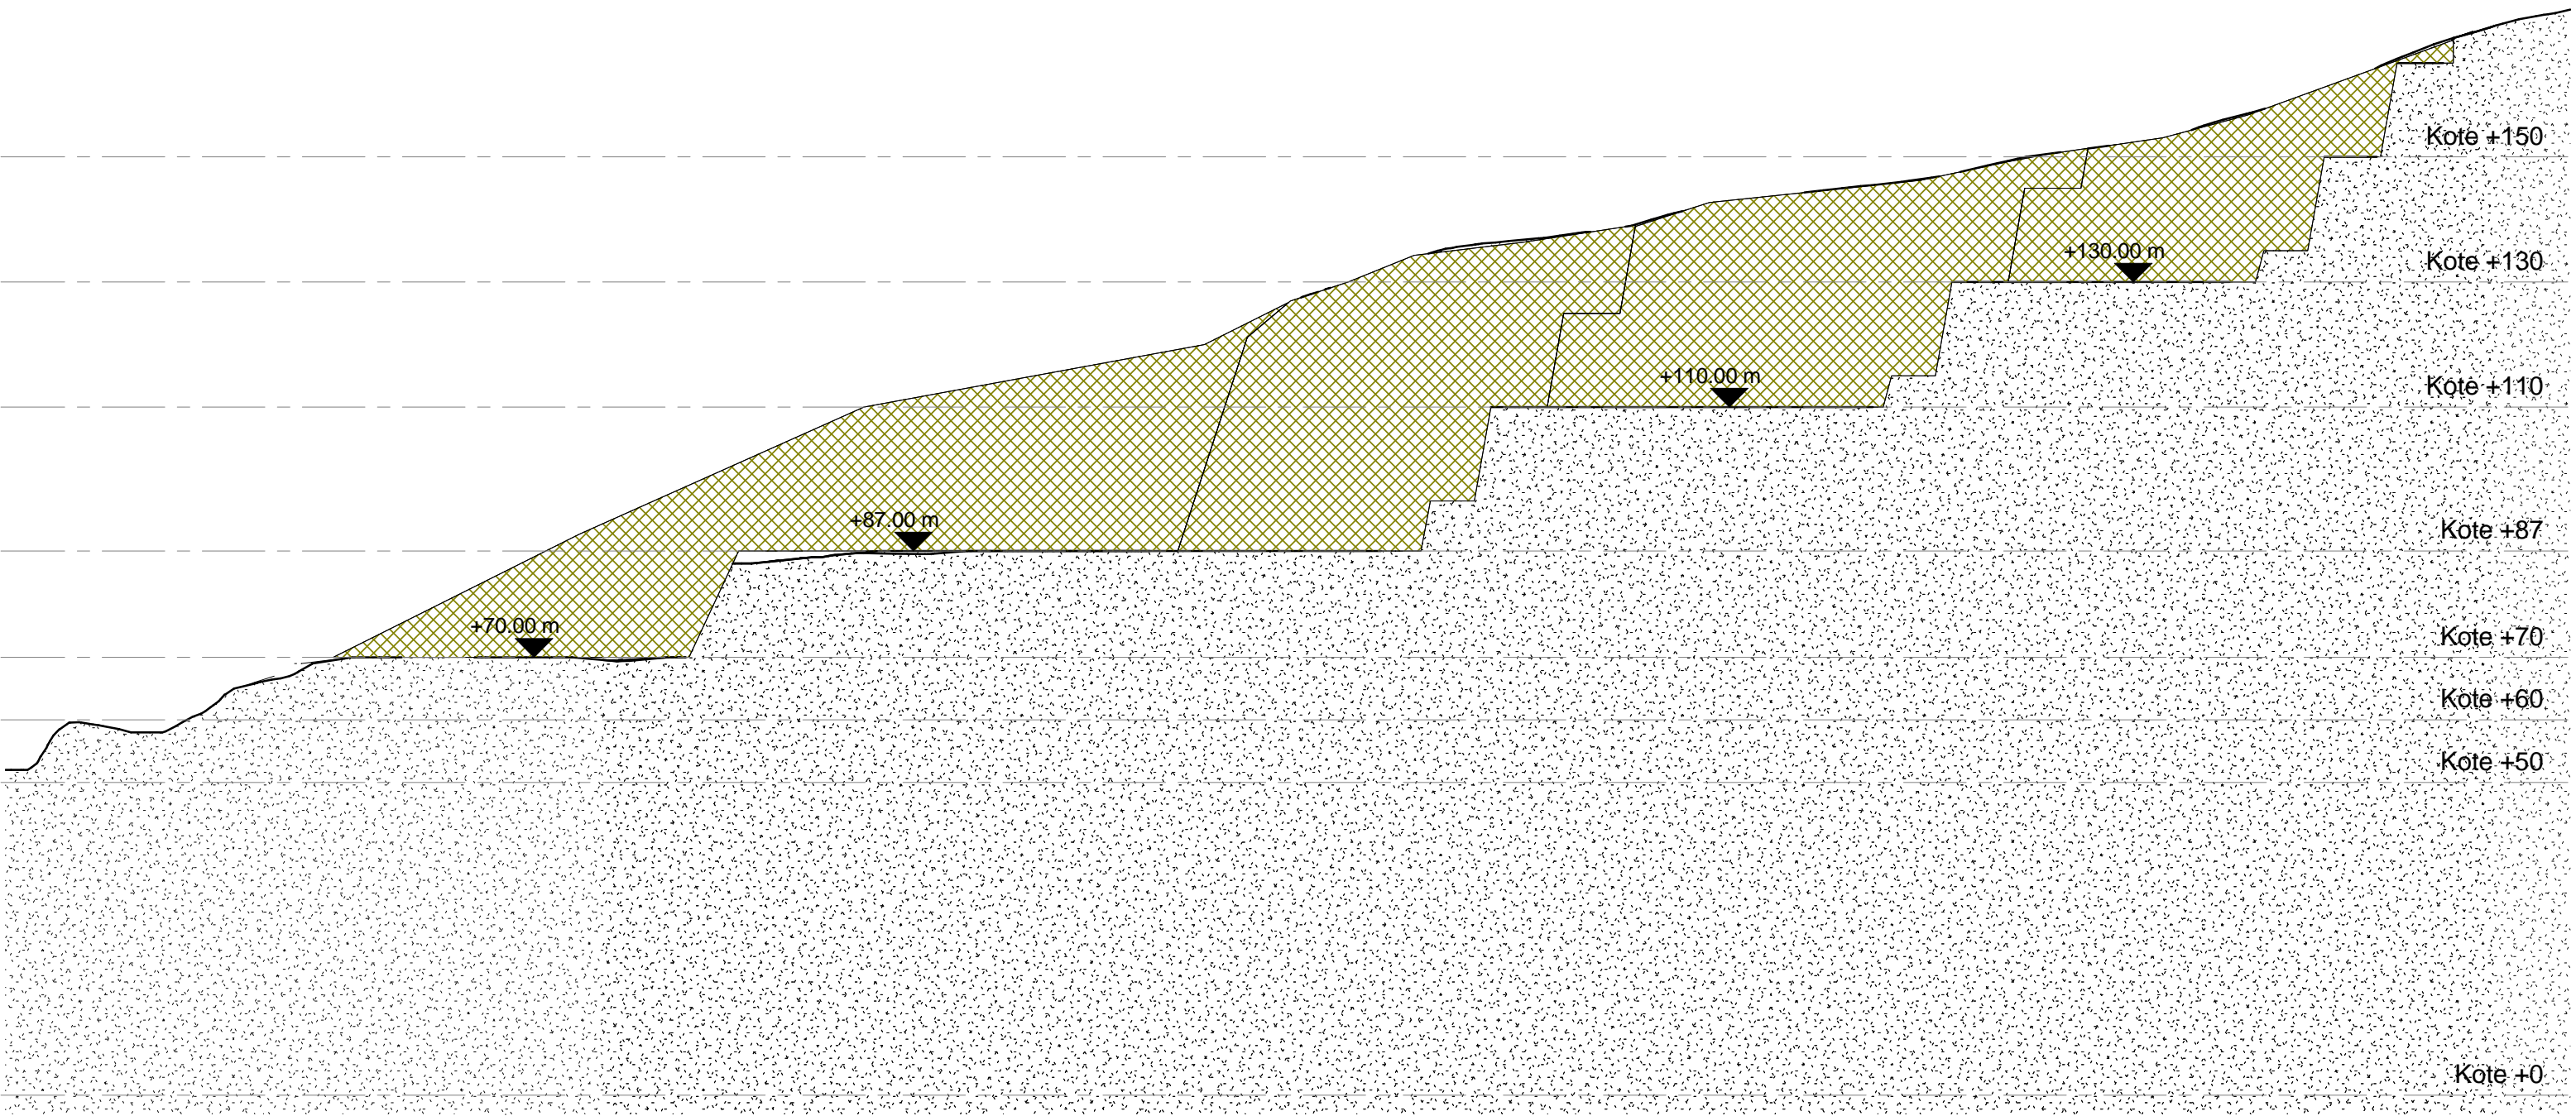 Kote +150
+130.00 m
Kote +130
+110.00 m
Kote +110
+87.00 m
Kote +87
+70.00 m
Kote +70
Kote +60
Kote +50
Kote +0